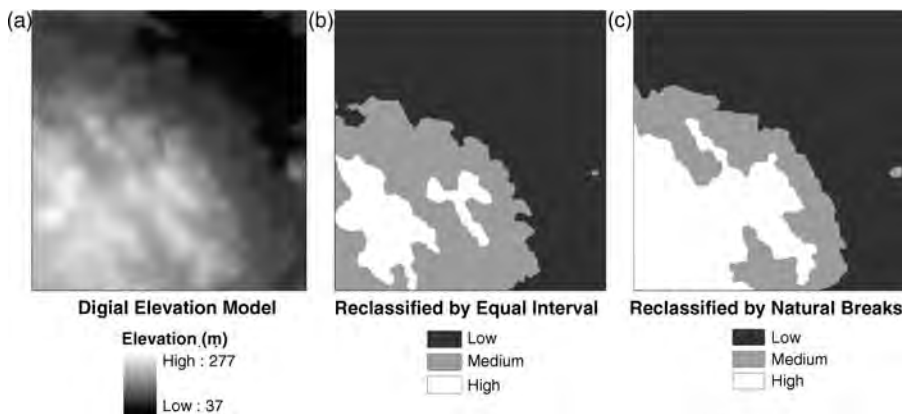 (a)
(b)
(c)
Digial Elevation Model
Elevation (m)
High : 277
Low : 37
Reclassified by Equal Interval
Low
Medium
High
Reclassified by Natural Breaks
Low
Medium
High